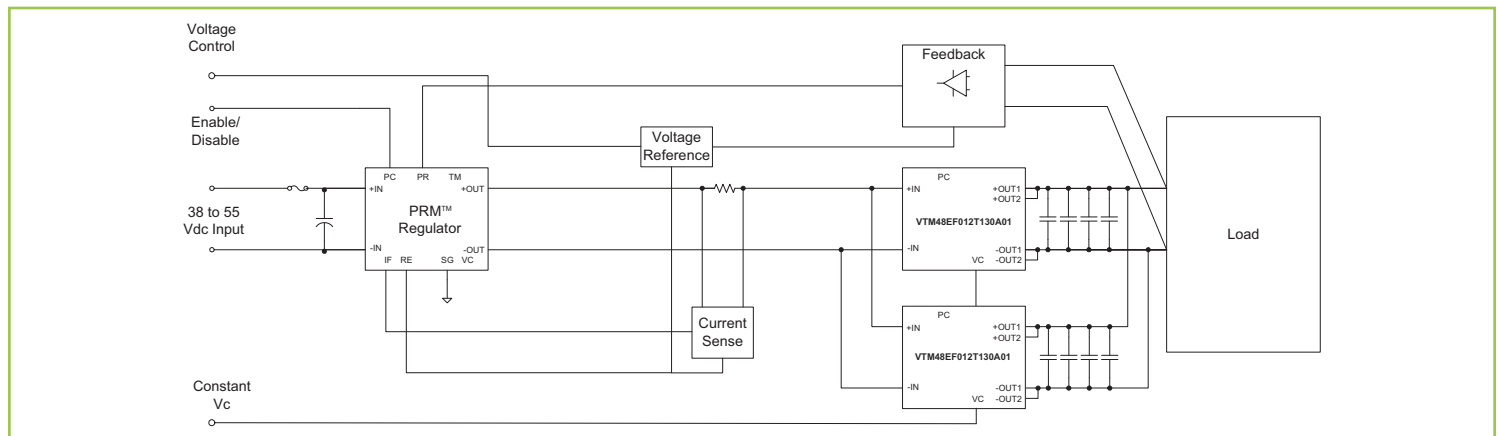 Voltage
Control
Enable/
Disable
38 to 55
Vdc Input
Constant
Vc
PC PR TM
+IN +OUT
PRM™
Regulator
-IN -OUT
IF RE SG VC
Voltage
Reference
Current
Sense
Feedback
PC
+IN +OUT1
+OUT2
VTM48EF012T130A01
-IN -OUT1
VC -OUT2
PC
+IN +OUT1
+OUT2
VTM48EF012T130A01
-IN -OUT1
VC -OUT2
Load